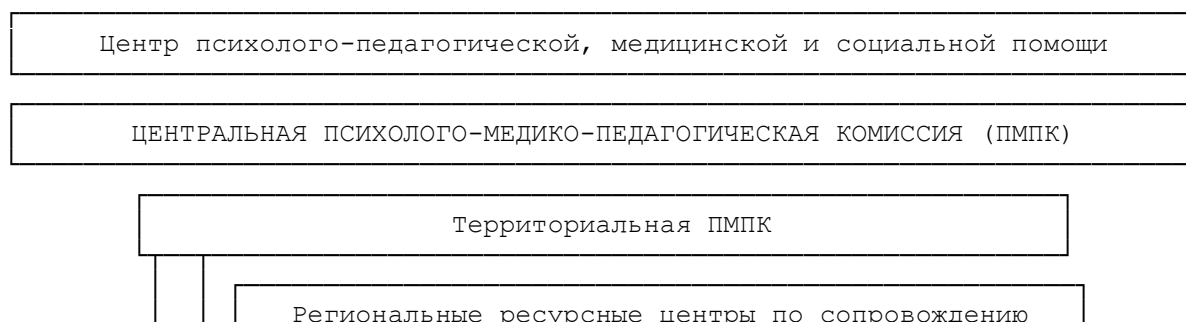 Центр психолого-педагогической, медицинской и социальной помощи
ЦЕНТРАЛЬНАЯ ПСИХОЛОГО-МЕДИКО-ПЕДАГОГИЧЕСКАЯ КОМИССИЯ (ПМПК)
Территориальная ПМПК
Региональные ресурсные центры по сопровождению